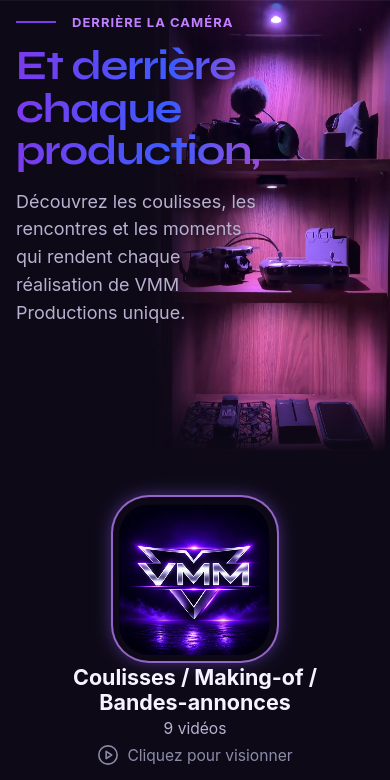 DERRIÈRE LA CAMÉRA
Et derrière
chaque
production,
Découvrez les coulisses, les
rencontres et les moments
qui rendent chaque
réalisation de VMM
Productions unique.
VMM
Coulisses / Making-of /
Bandes-annonces
9 vidéos
Cliquez pour visionner